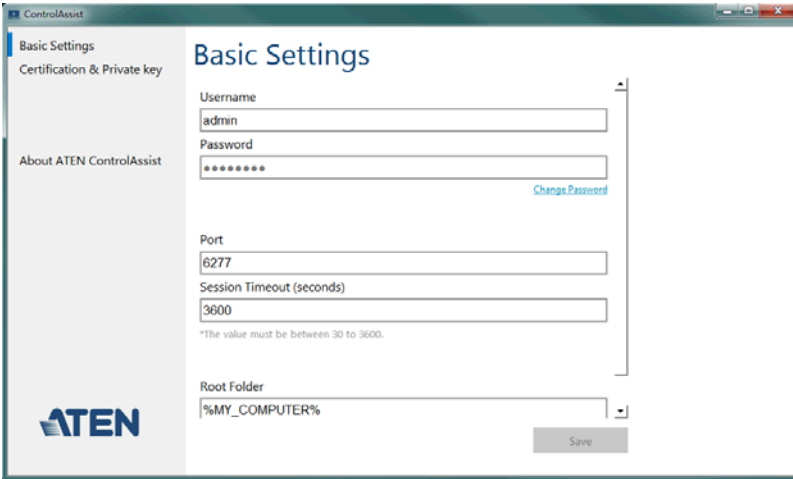 ControlAssist
Basic Settings
Certification & Private key
About ATEN ControlAssist
ATEN
Basic Settings
Username
admin
Password
••••••••
Change Password
Port
6277
Session Timeout (seconds)
3600
*The value must be between 30 to 3600.
Root Folder
%MY_COMPUTER%
Save